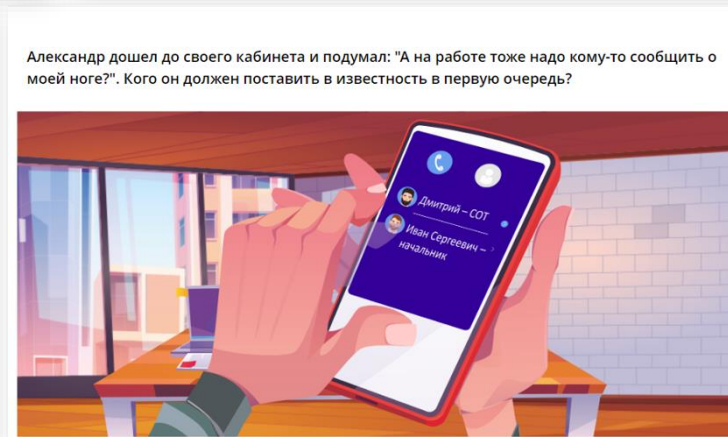 Александр дошел до своего кабинета и подумал: "А на работе тоже надо кому-то сообщить о
моей ноге?". Кого он должен поставить в известность в первую очередь?
Дмитрий – СОТ
Иван Сергеевич –
начальник